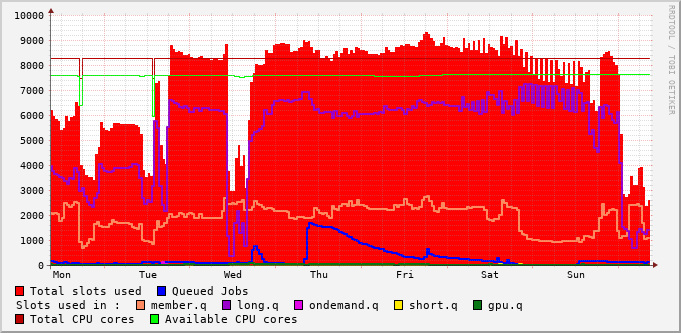 10000
9000
8000
7000
6000
5000
4000
3000
2000
1000
0
Mon Tue Wed Thu Fri Sat Sun
RRDTOOL / TOBI OETIKER
Total slots used Queued Jobs
Slots used in : member.q long.q ondemand.q short.q gpu.q
Total CPU cores Available CPU cores